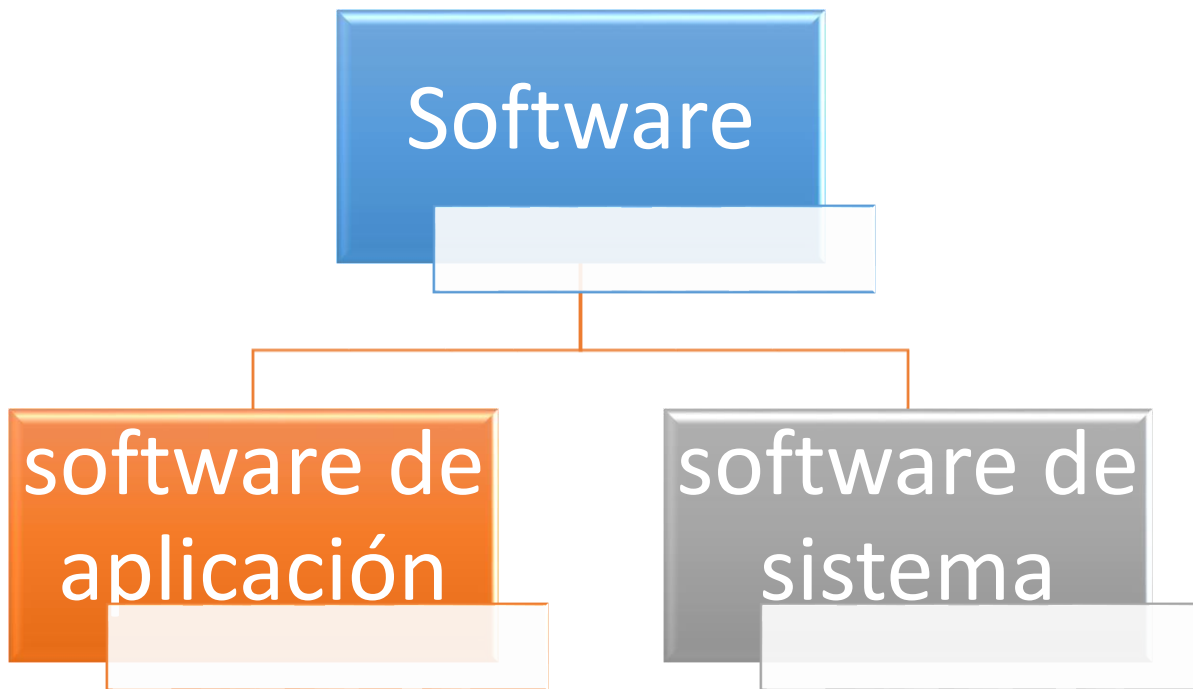 Software
software de
aplicación
software de
sistema